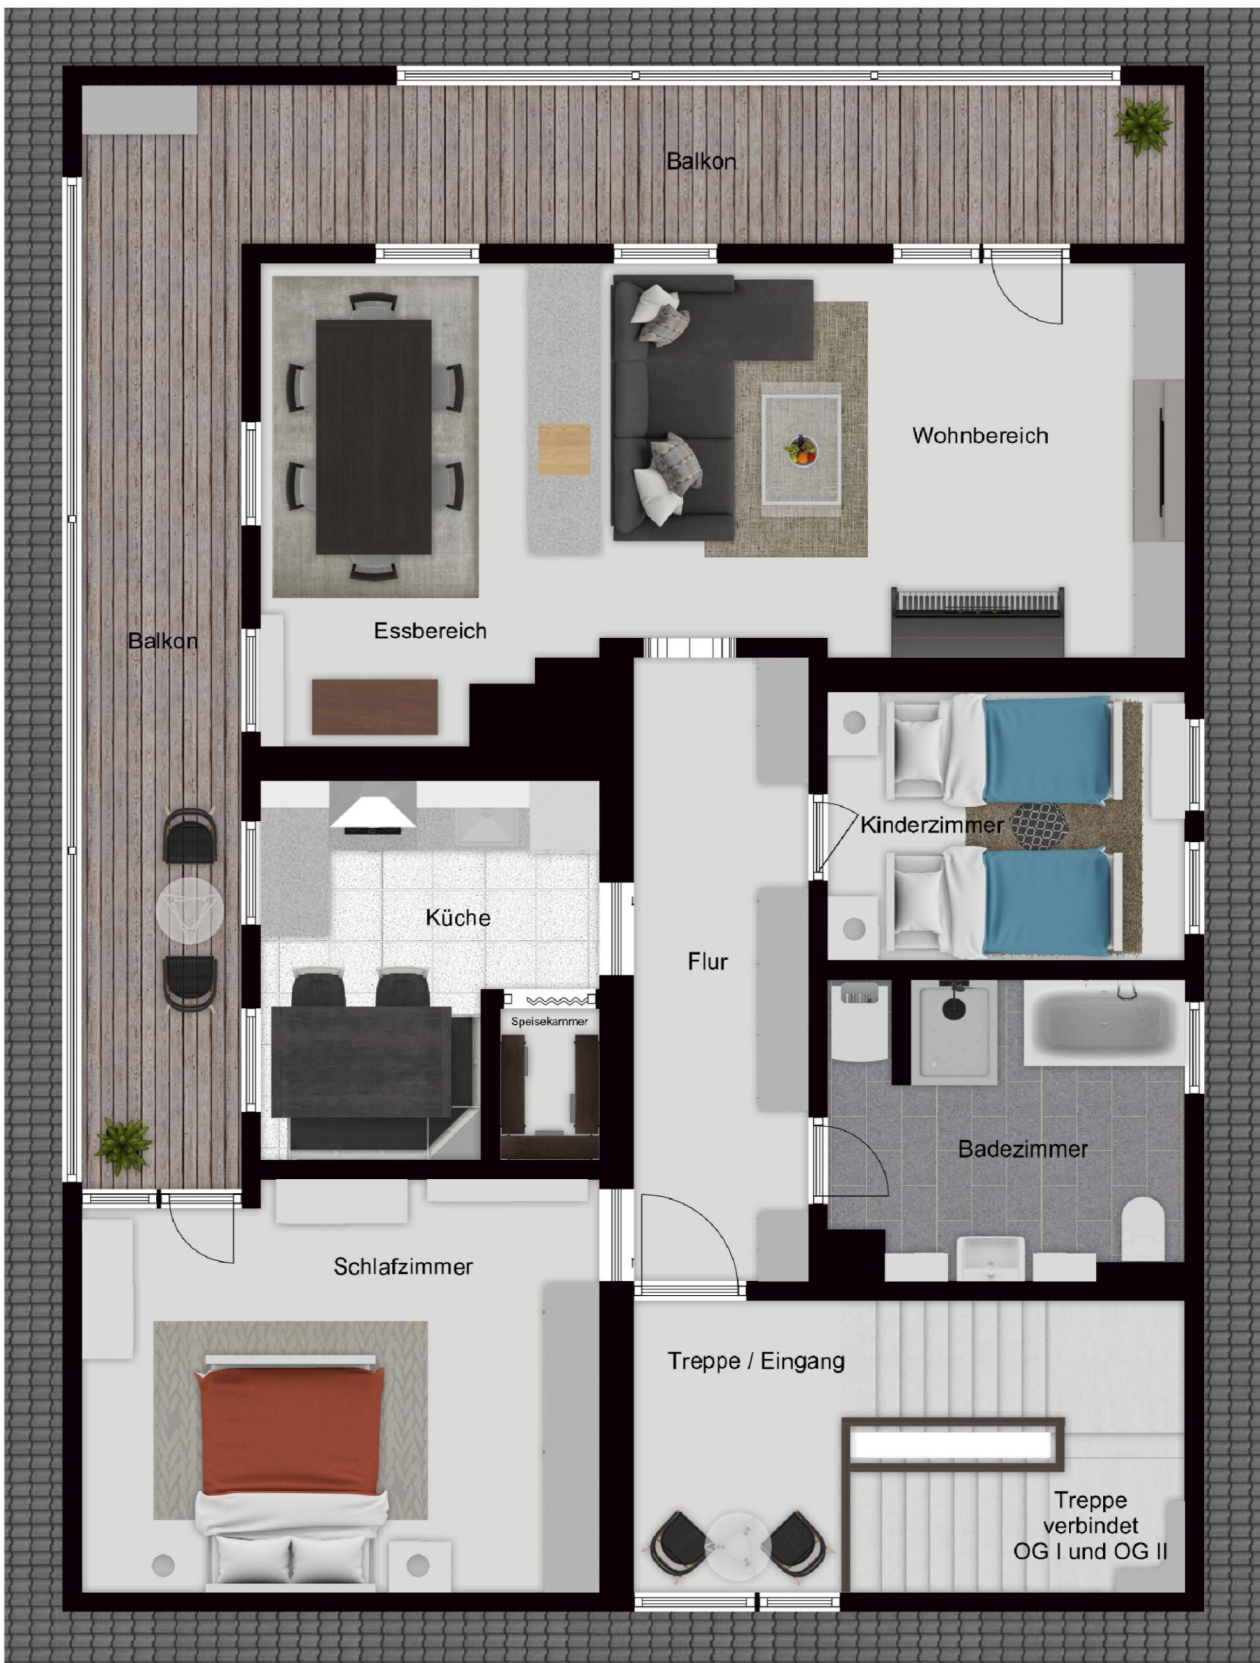 Balkon
Wohnbereich
Essbereich
Balkon
Kinderzimmer
Küche
Flur
Speisekammer
Badezimmer
Schlafzimmer
Treppe / Eingang
Treppe
verbindet
OG I und OG II